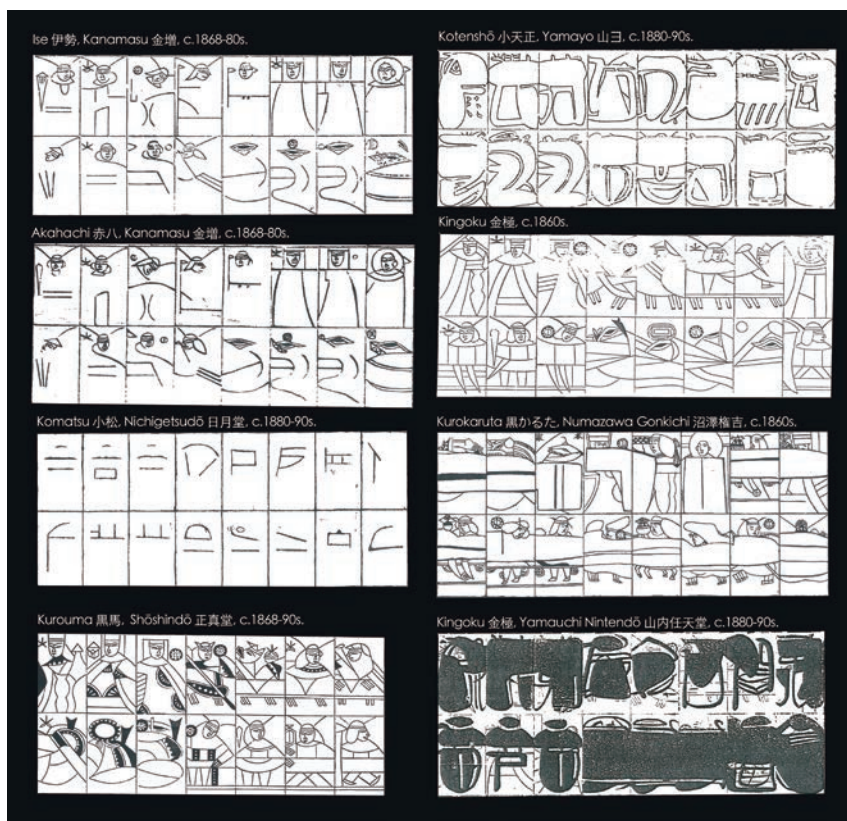 Ise 伊勢, Kanamasu 金増, c.1868-80s.
Akahachi 赤八, Kanamasu 金増, c.1868-80s.
Komatsu 小松, Nichigetsudō 日月堂, c.1880-90s.
Kurouma 黒馬, Shōshindō 正真堂, c.1868-90s.
Kotenshō 小天正, Yamayo 山ヨ, c.1880-90s.
Kingoku 金極, c.1860s.
Kurokaruta 黒かるた, Numazawa Gonkichi 沼澤権吉, c.1860s.
Kingoku 金極, Yamauchi Nintendō 山内任天堂, c.1880-90s.